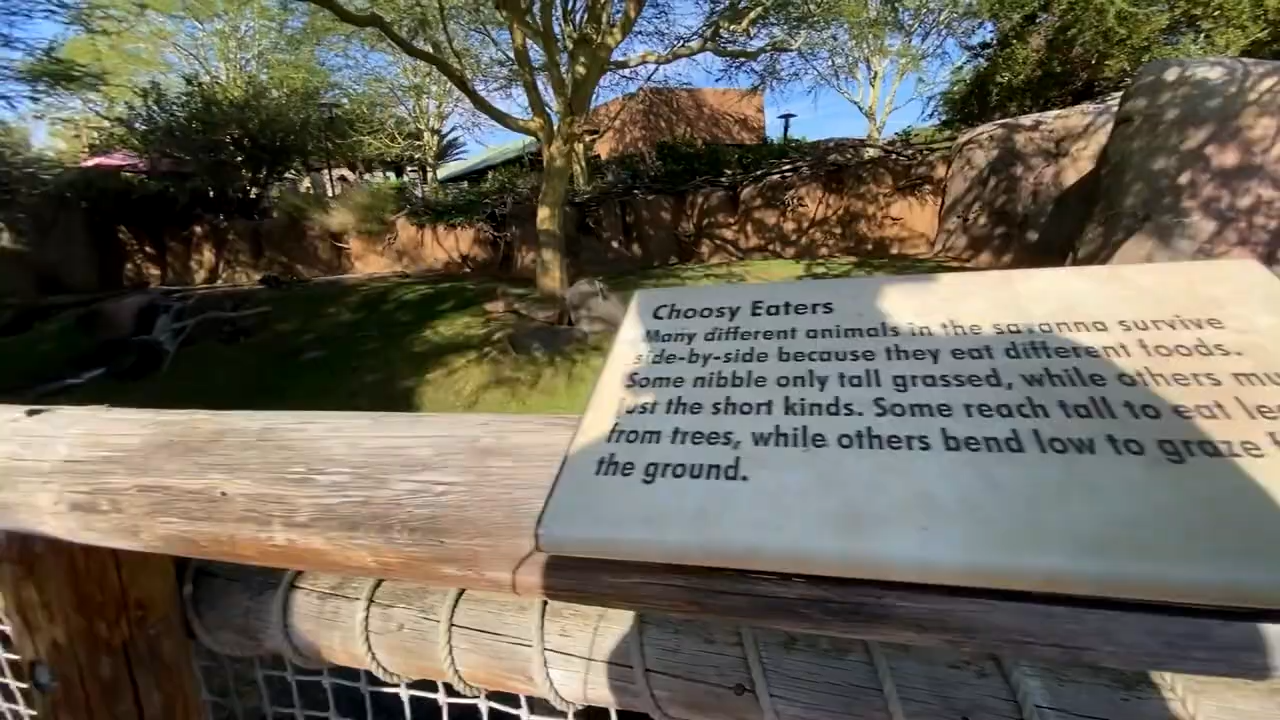 Choosy Eaters
Many different animals in the savanna survive
side-by-side because they eat different foods.
Some nibble only tall grassed, while others mu
just the short kinds. Some reach tall to eat lea
from trees, while others bend low to graze
the ground.